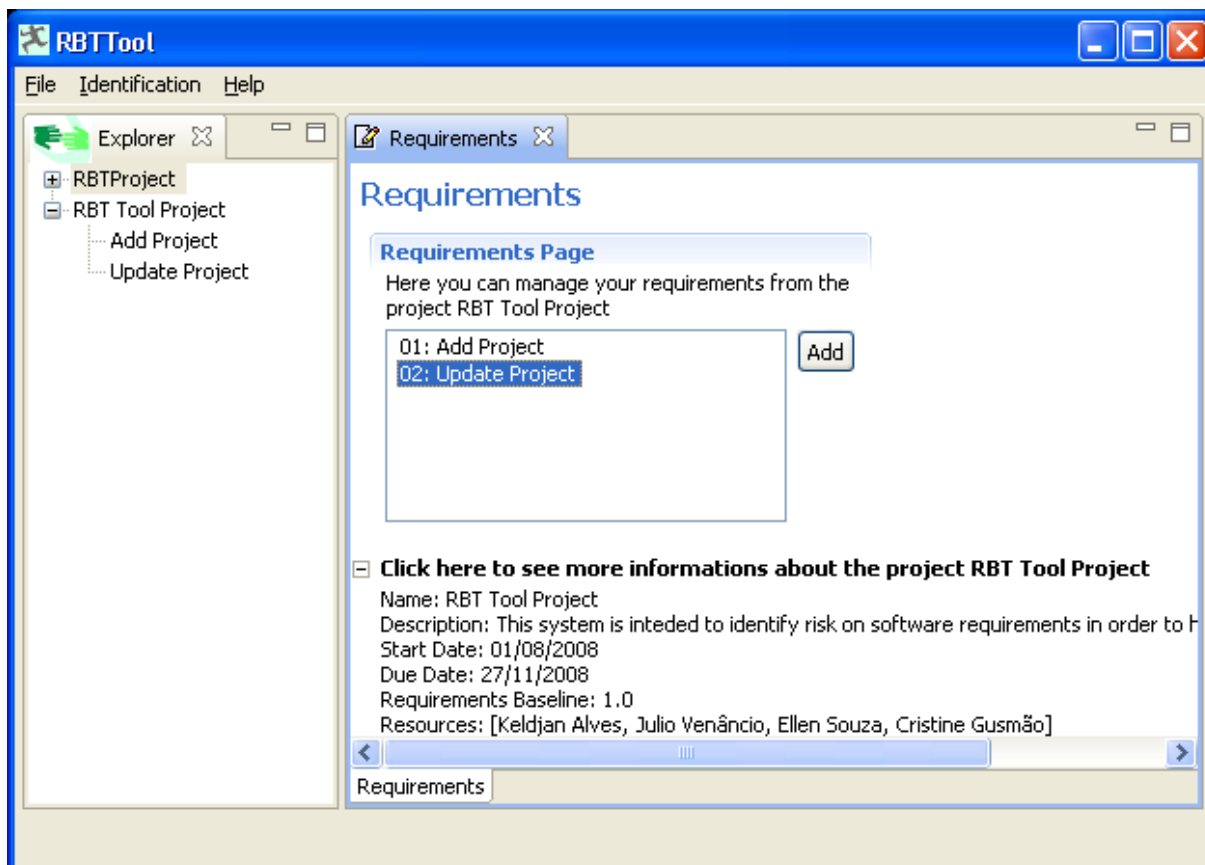 RBTTool
File Identification Help
Explorer
RBTProject
RBT Tool Project
Add Project
Update Project
Requirements
Requirements
Requirements Page
Here you can manage your requirements from the
project RBT Tool Project
01: Add Project
02: Update Project
Add
Click here to see more informations about the project RBT Tool Project
Name: RBT Tool Project
Description: This system is inteded to identify risk on software requirements in order to
Start Date: 01/08/2008
Due Date: 27/11/2008
Requirements Baseline: 1.0
Resources: [Keldjan Alves, Julio Venâncio, Ellen Souza, Cristine Gusmão]
Requirements